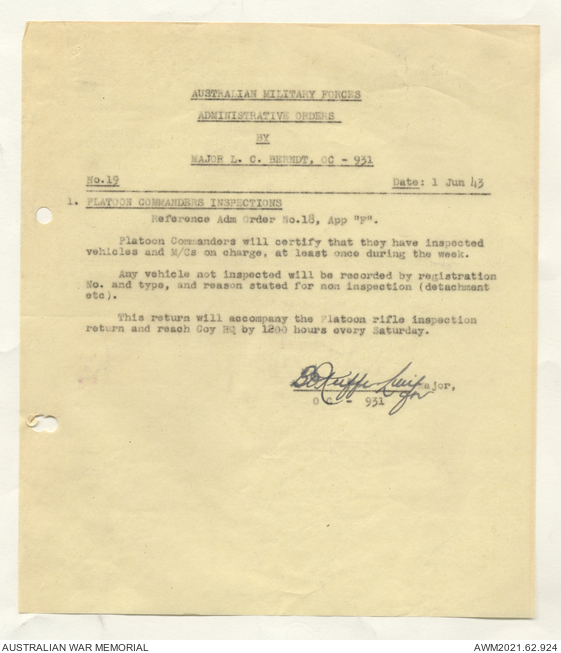 AUSTRALIAN MILITARY FORCES
ADMINISTRATIVE ORDERS
BY
MAJOR L. C. BERNDT, OC - 931
No.19 Date: 1 Jun 43
1. PLATOON COMMANDERS INSPECTIONS
Reference Adm Order No.18, App "F".
Platoon Commanders will certify that they have inspected
vehicles and M/Cs on charge, at least once during the week.
Any vehicle not inspected will be recorded by registration
No. and type, and reason stated for non inspection (detachment
etc).
This return will accompany the Platoon rifle inspection
return and reach Coy HQ by 1200 hours every Saturday.
Major,
O C - 931
AUSTRALIAN WAR MEMORIAL AWM2021.62.924